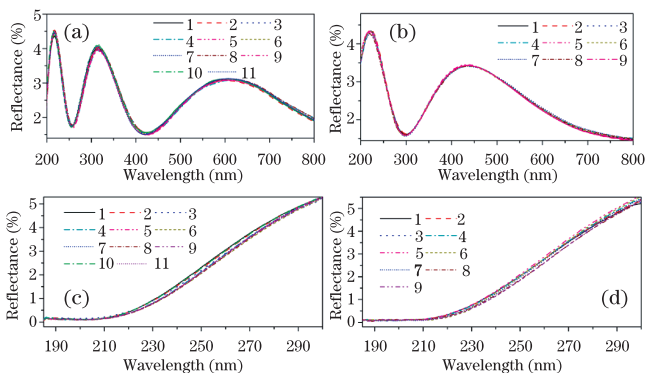 5
4
3
2
Reflectance (%)
(a)
1 2 3
4 5 6
7 8 9
10 11
200 300 400 500 600 700 800
Wavelength (nm)
4
3
2
Reflectance (%)
(b)
1 2 3
4 5 6
7 8 9
200 300 400 500 600 700 800
Wavelength (nm)
5
4
3
2
1
0
Reflectance (%)
1 2 3
4 5 6
7 8 9
10 11
(c)
190 210 230 250 270 290
Wavelength (nm)
5
4
3
2
1
0
Reflectance (%)
1 2
3 4
5 6
7 8
9
(d)
190 210 230 250 270 290
Wavelength (nm)